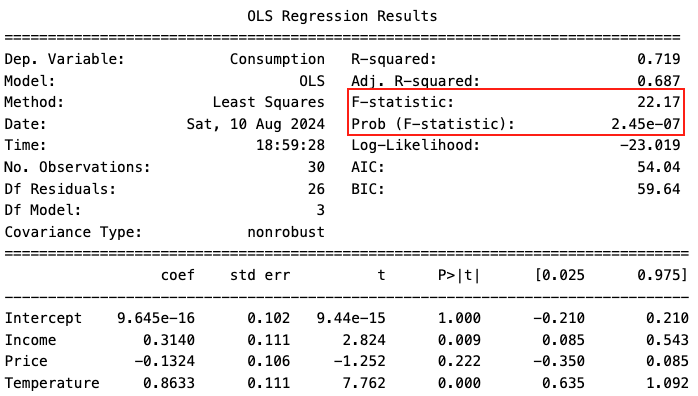 OLS Regression Results
==============================================================================
Dep. Variable: Consumption R-squared: 0.719
Model: OLS Adj. R-squared: 0.687
Method: Least Squares F-statistic: 22.17
Date: Sat, 10 Aug 2024 Prob (F-statistic): 2.45e-07
Time: 18:59:28 Log-Likelihood: -23.019
No. Observations: 30 AIC: 54.04
Df Residuals: 26 BIC: 59.64
Df Model: 3
Covariance Type: nonrobust
==============================================================================
coef std err t P>|t| [0.025 0.975]
------------------------------------------------------------------------------
Intercept 9.645e-16 0.102 9.44e-15 1.000 -0.210 0.210
Income 0.3140 0.111 2.824 0.009 0.085 0.543
Price -0.1324 0.106 -1.252 0.222 -0.350 0.085
Temperature 0.8633 0.111 7.762 0.000 0.635 1.092